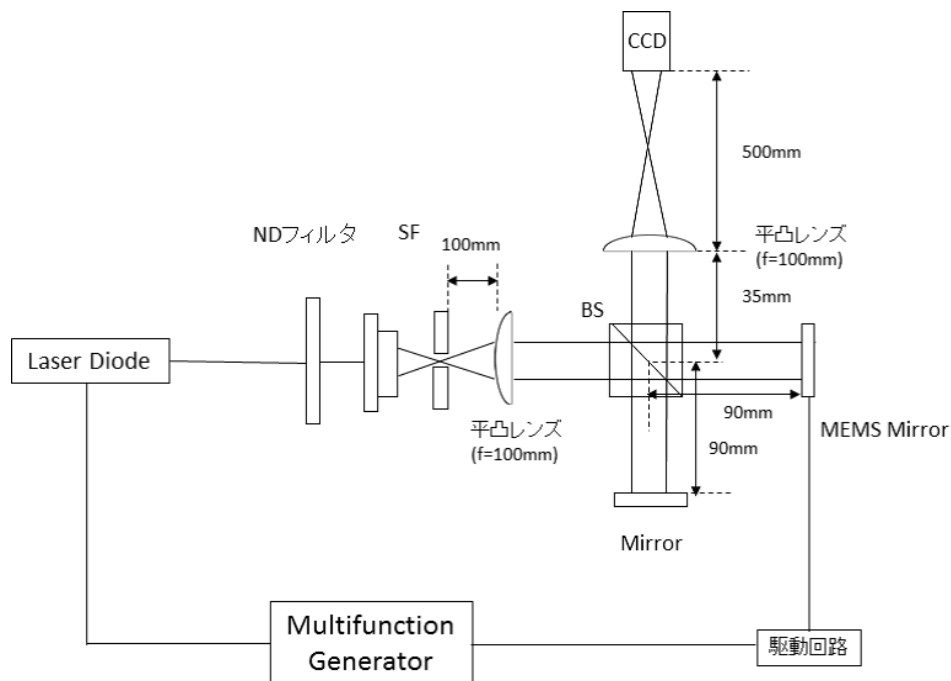 CCD
500mm
NDフィルタ
SF
100mm
平凸レンズ
(f=100mm)
35mm
BS
Laser Diode
90mm
平凸レンズ
(f=100mm)
90mm
MEMS Mirror
Mirror
Multifunction
Generator
駆動回路